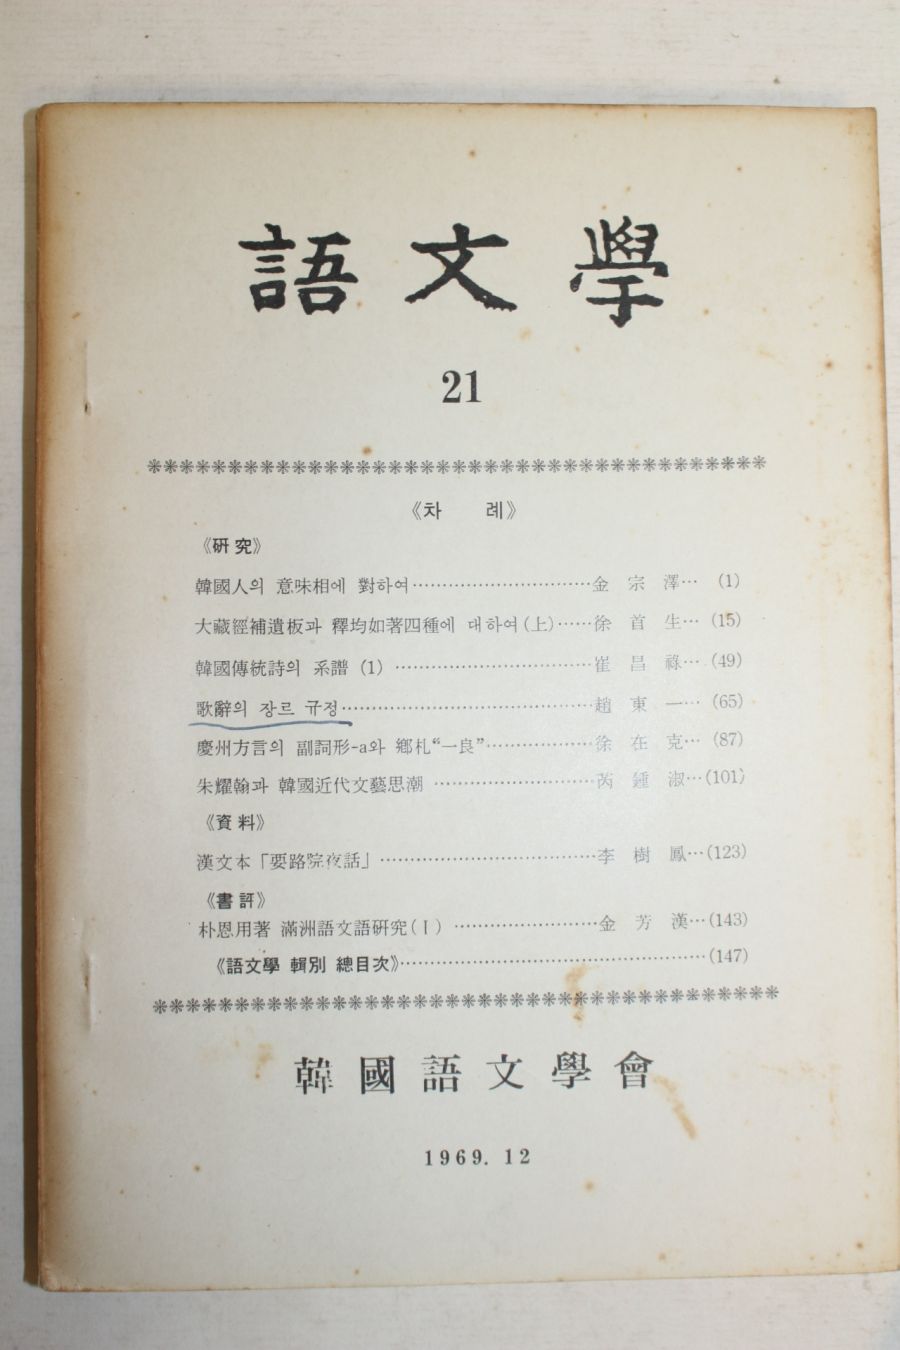 語文學
21
《차 례》
《硏究》
韓國人의 意味相에 對하여……………………………金 宗 澤… (1)
大藏經補遺板과 釋均如著四種에 대하여(上)……徐 首 生… (15)
韓國傳統詩의 系譜 (1) ………………………………崔 昌 祿… (49)
歌辭의 장르 규정………………………………………趙 東 一… (65)
慶州方言의 副詞形-a와 鄕札“一良”………………徐 在 克… (87)
朱耀翰과 韓國近代文藝思潮 …………………………芮 鍾 淑…(101)
《資料》
漢文本「要路院夜話」…………………………………李 樹 鳳…(123)
《書評》
朴恩用著 滿洲語文語硏究(Ⅰ) ………………………金 芳 漢…(143)
《語文學 輯別 總目次》…………………………………………………(147)
韓國語文學會
1969. 12